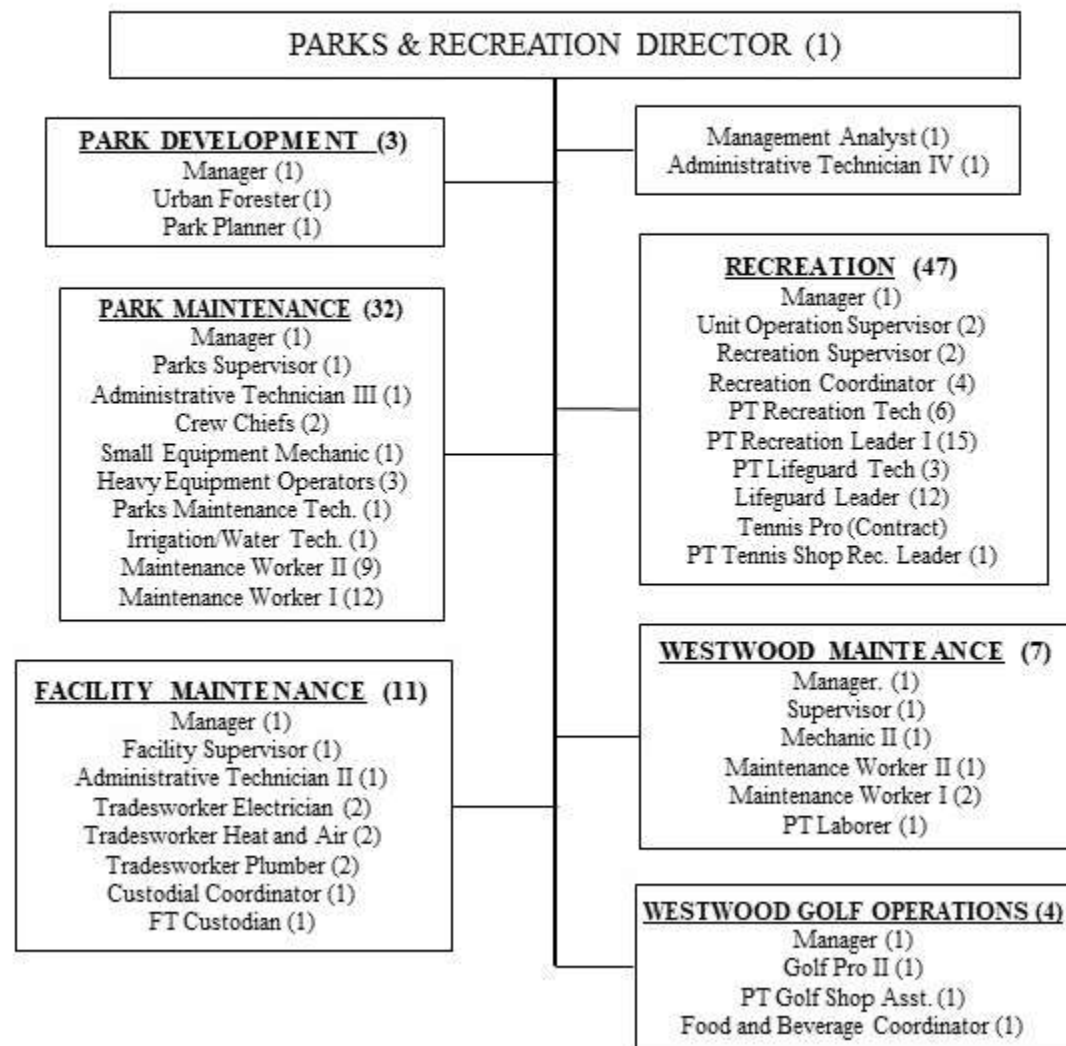 PARKS & RECREATION DIRECTOR (1)
PARK DEVELOPMENT (3)
Manager (1)
Urban Forester (1)
Park Planner (1)
Management Analyst (1)
Administrative Technician IV (1)
PARK MAINTENANCE (32)
Manager (1)
Parks Supervisor (1)
Administrative Technician III (1)
Crew Chiefs (2)
Small Equipment Mechanic (1)
Heavy Equipment Operators (3)
Parks Maintenance Tech. (1)
Irrigation/Water Tech. (1)
Maintenance Worker II (9)
Maintenance Worker I (12)
RECREATION (47)
Manager (1)
Unit Operation Supervisor (2)
Recreation Supervisor (2)
Recreation Coordinator (4)
PT Recreation Tech (6)
PT Recreation Leader I (15)
PT Lifeguard Tech (3)
Lifeguard Leader (12)
Tennis Pro (Contract)
PT Tennis Shop Rec. Leader (1)
FACILITY MAINTENANCE (11)
Manager (1)
Facility Supervisor (1)
Administrative Technician II (1)
Tradesworker Electrician (2)
Tradesworker Heat and Air (2)
Tradesworker Plumber (2)
Custodial Coordinator (1)
FT Custodian (1)
WESTWOOD MAINTEANCE (7)
Manager. (1)
Supervisor (1)
Mechanic II (1)
Maintenance Worker II (1)
Maintenance Worker I (2)
PT Laborer (1)
WESTWOOD GOLF OPERATIONS (4)
Manager (1)
Golf Pro II (1)
PT Golf Shop Asst. (1)
Food and Beverage Coordinator (1)